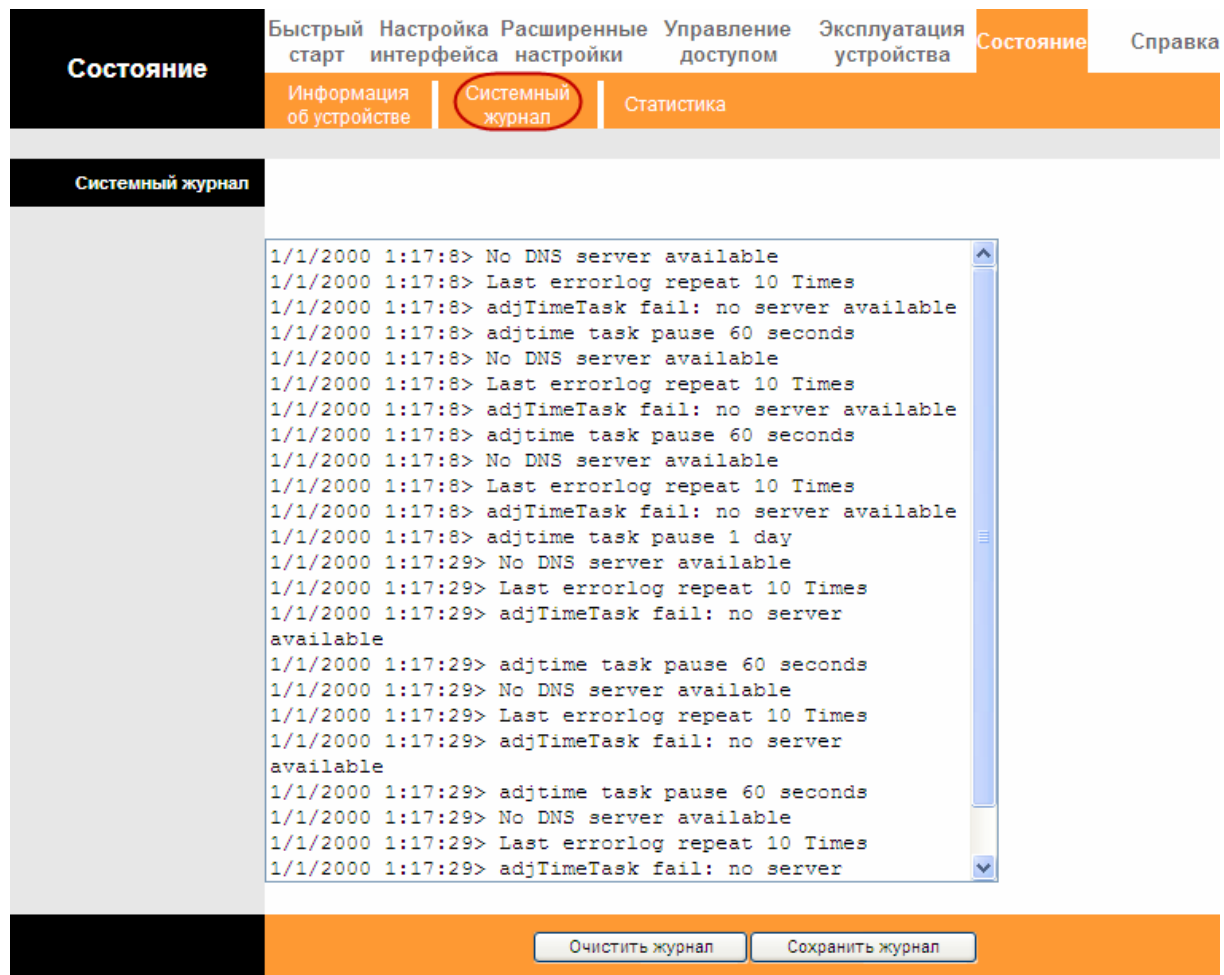 Состояние
Быстрый старт
Настройка интерфейса
Расширенные настройки
Управление доступом
Эксплуатация устройства
Состояние
Справка
Информация об устройстве
Системный журнал
Статистика
Системный журнал
1/1/2000 1:17:8> No DNS server available
1/1/2000 1:17:8> Last errorlog repeat 10 Times
1/1/2000 1:17:8> adjTimeTask fail: no server available
1/1/2000 1:17:8> adjtime task pause 60 seconds
1/1/2000 1:17:8> No DNS server available
1/1/2000 1:17:8> Last errorlog repeat 10 Times
1/1/2000 1:17:8> adjTimeTask fail: no server available
1/1/2000 1:17:8> adjtime task pause 60 seconds
1/1/2000 1:17:8> No DNS server available
1/1/2000 1:17:8> Last errorlog repeat 10 Times
1/1/2000 1:17:8> adjTimeTask fail: no server available
1/1/2000 1:17:8> adjtime task pause 1 day
1/1/2000 1:17:29> No DNS server available
1/1/2000 1:17:29> Last errorlog repeat 10 Times
1/1/2000 1:17:29> adjTimeTask fail: no server
available
1/1/2000 1:17:29> adjtime task pause 60 seconds
1/1/2000 1:17:29> No DNS server available
1/1/2000 1:17:29> Last errorlog repeat 10 Times
1/1/2000 1:17:29> adjTimeTask fail: no server
available
1/1/2000 1:17:29> adjtime task pause 60 seconds
1/1/2000 1:17:29> No DNS server available
1/1/2000 1:17:29> Last errorlog repeat 10 Times
1/1/2000 1:17:29> adjTimeTask fail: no server
Очистить журнал
Сохранить журнал